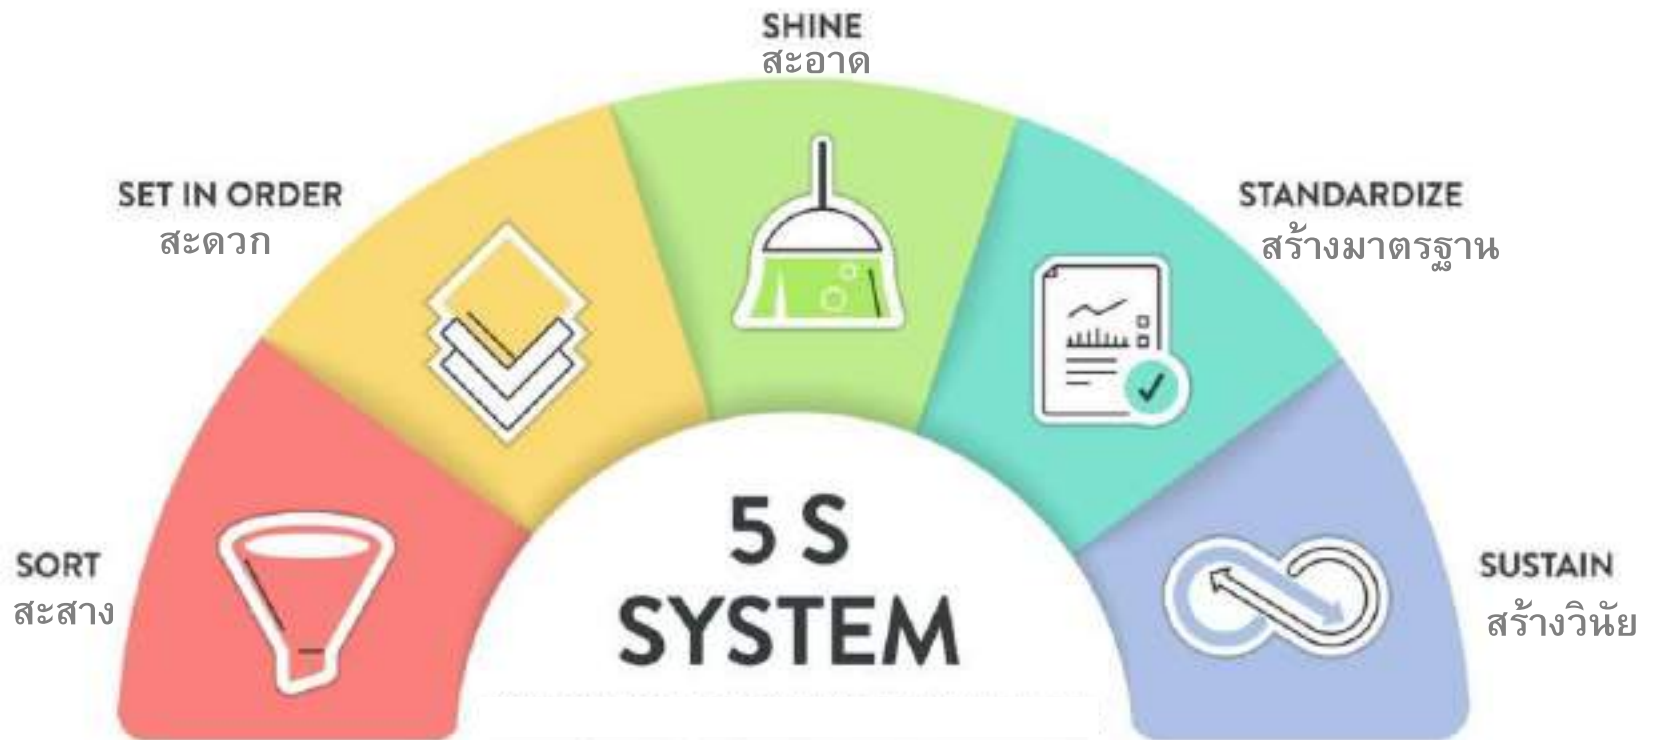 SHINE
สะอาด
SET IN ORDER
สะดวก
STANDARDIZE
สร้างมาตรฐาน
SORT
สะสาง
5 S
SYSTEM
SUSTAIN
สร้างวินัย